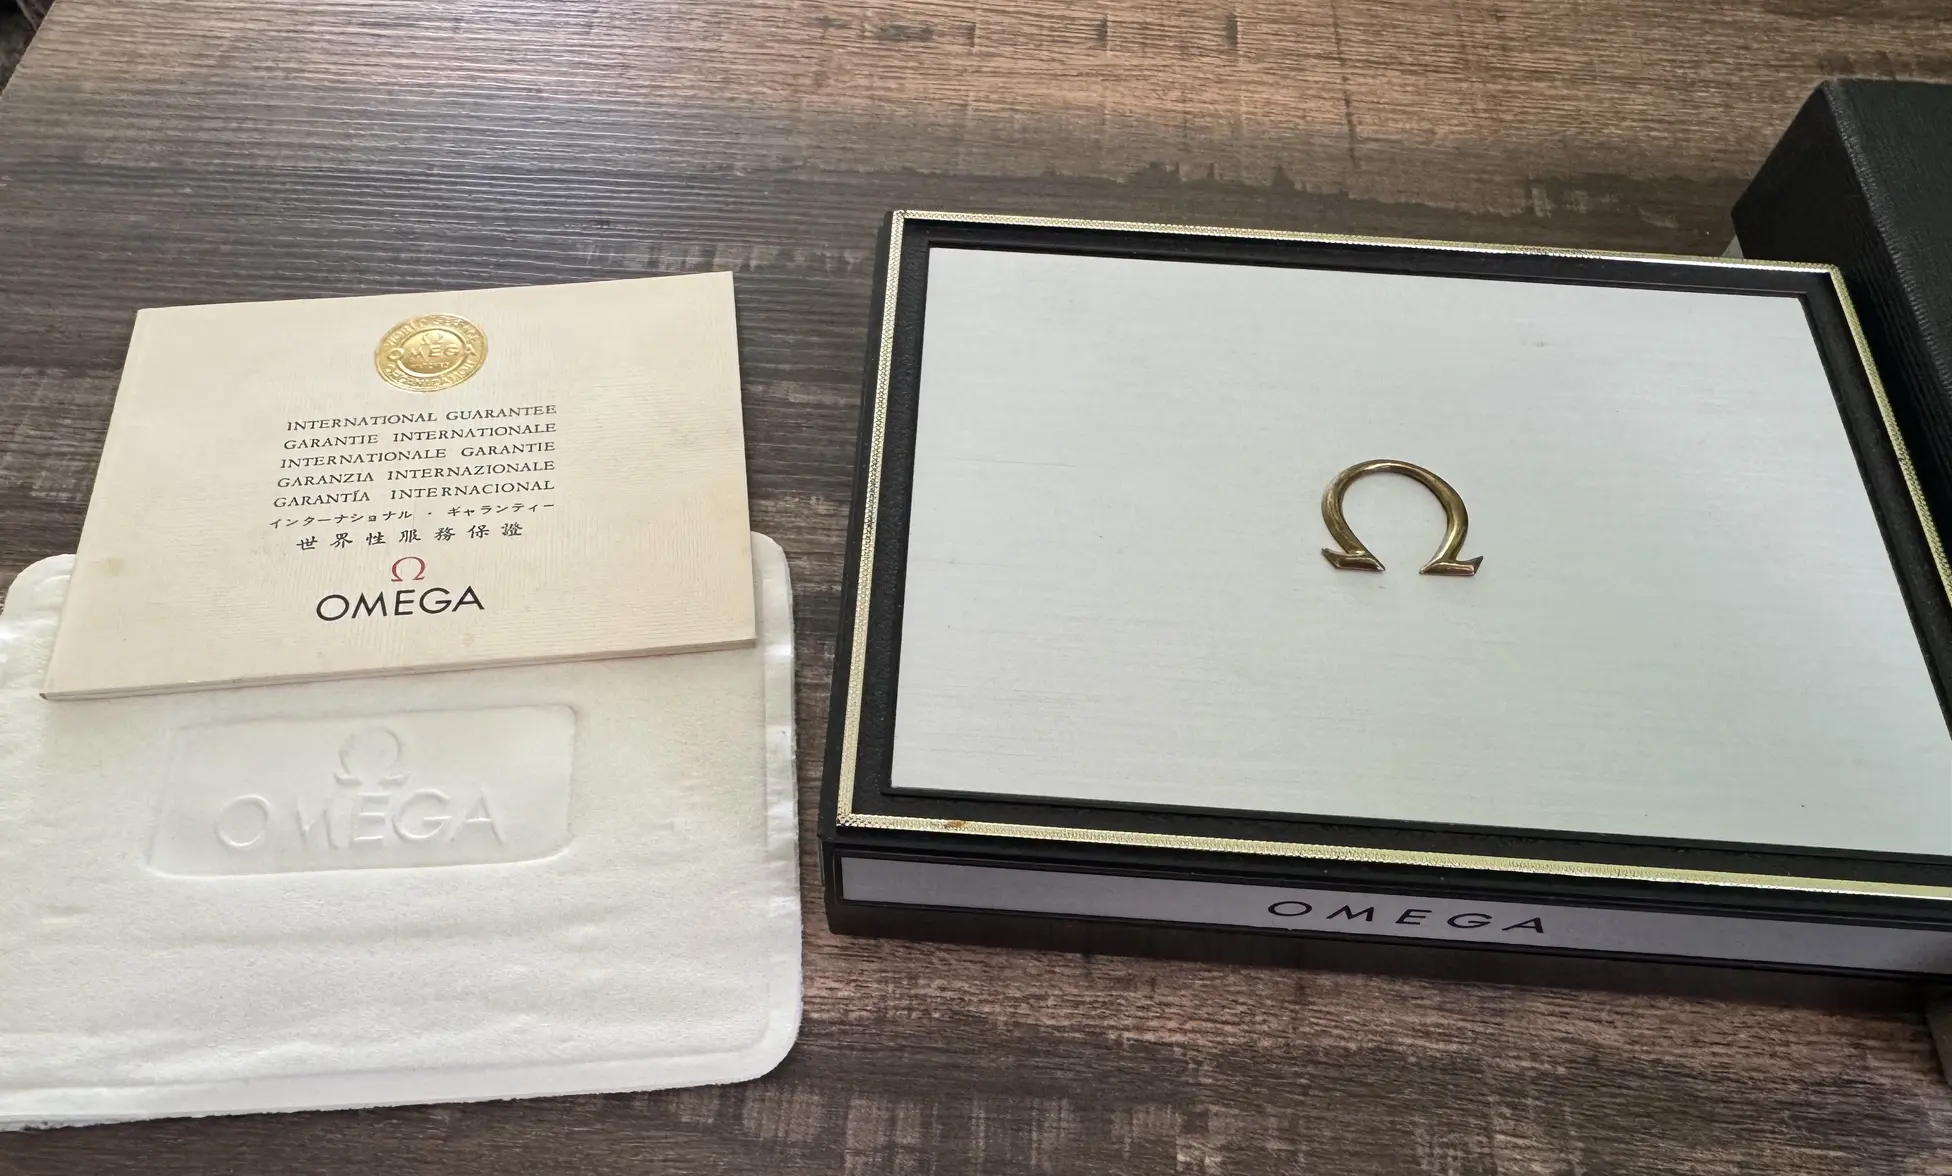 OMEGA
INTERNATIONAL GUARANTEE
GARANTIE INTERNATIONALE
INTERNATIONALE GARANTIE
GARANZIA INTERNAZIONALE
GARANTÍA INTERNACIONAL
インターナショナル・ギャランティー
世界性服務保證
Ω
OMEGA
Ω
OMEGA
Ω
OMEGA